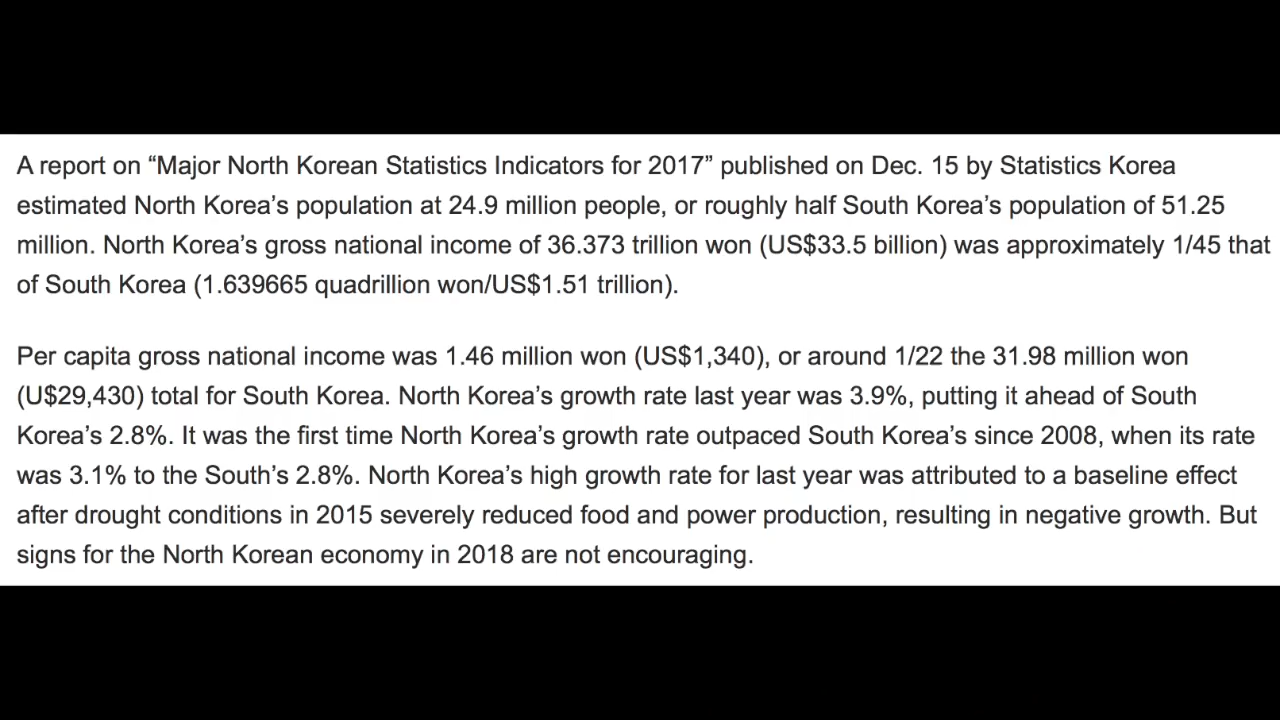 A report on “Major North Korean Statistics Indicators for 2017” published on Dec. 15 by Statistics Korea
estimated North Korea’s population at 24.9 million people, or roughly half South Korea’s population of 51.25
million. North Korea’s gross national income of 36.373 trillion won (US$33.5 billion) was approximately 1/45 that
of South Korea (1.639665 quadrillion won/US$1.51 trillion).
Per capita gross national income was 1.46 million won (US$1,340), or around 1/22 the 31.98 million won
(U$29,430) total for South Korea. North Korea’s growth rate last year was 3.9%, putting it ahead of South
Korea’s 2.8%. It was the first time North Korea’s growth rate outpaced South Korea’s since 2008, when its rate
was 3.1% to the South’s 2.8%. North Korea’s high growth rate for last year was attributed to a baseline effect
after drought conditions in 2015 severely reduced food and power production, resulting in negative growth. But
signs for the North Korean economy in 2018 are not encouraging.